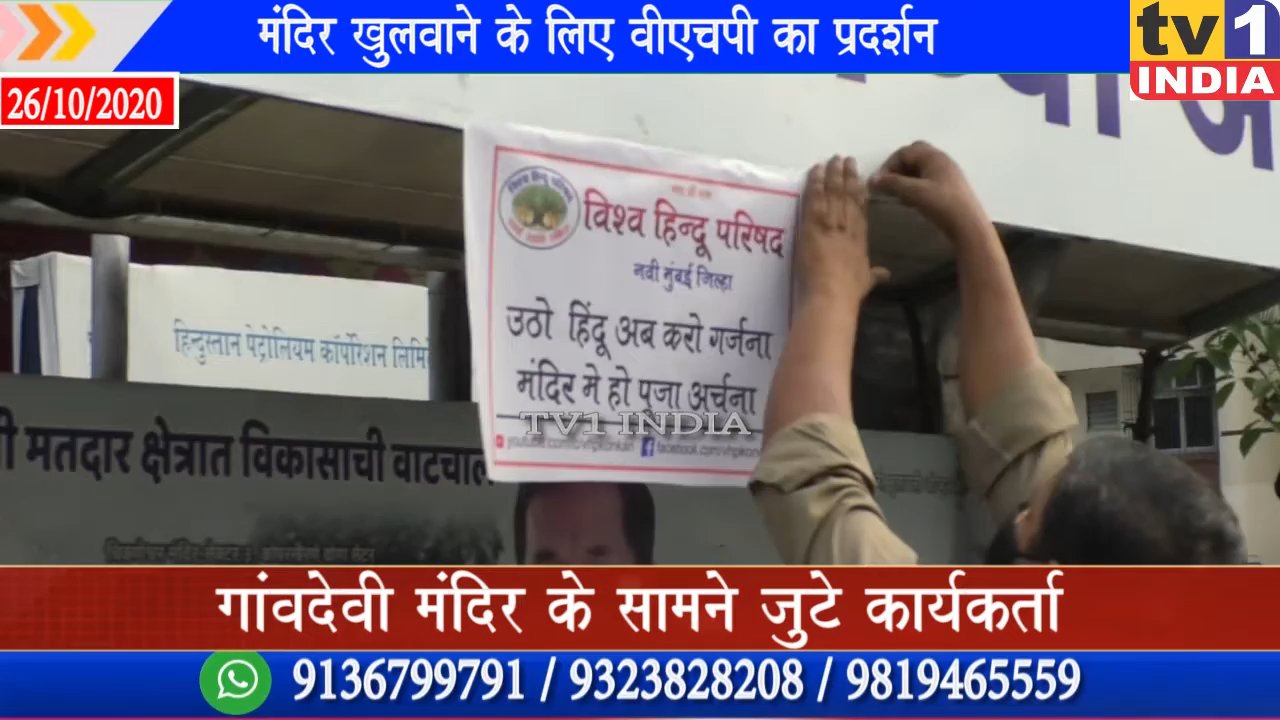 मंदिर खुलवाने के लिए वीएचपी का प्रदर्शन
tv1
INDIA
26/10/2020
विश्व हिन्दू परिषद
नवी मुंबई जिल्हा
उठो हिंदू अब करो गर्जना
मंदिर मे हो पुजा अर्चना
TV1 INDIA
हिन्दुस्तान पेट्रोलियम कॉर्पोरेशन
मतदार क्षेत्रात विकासाची वाटचाल
गांवदेवी मंदिर के सामने जुटे कार्यकर्ता
9136799791 / 9323828208 / 9819465559